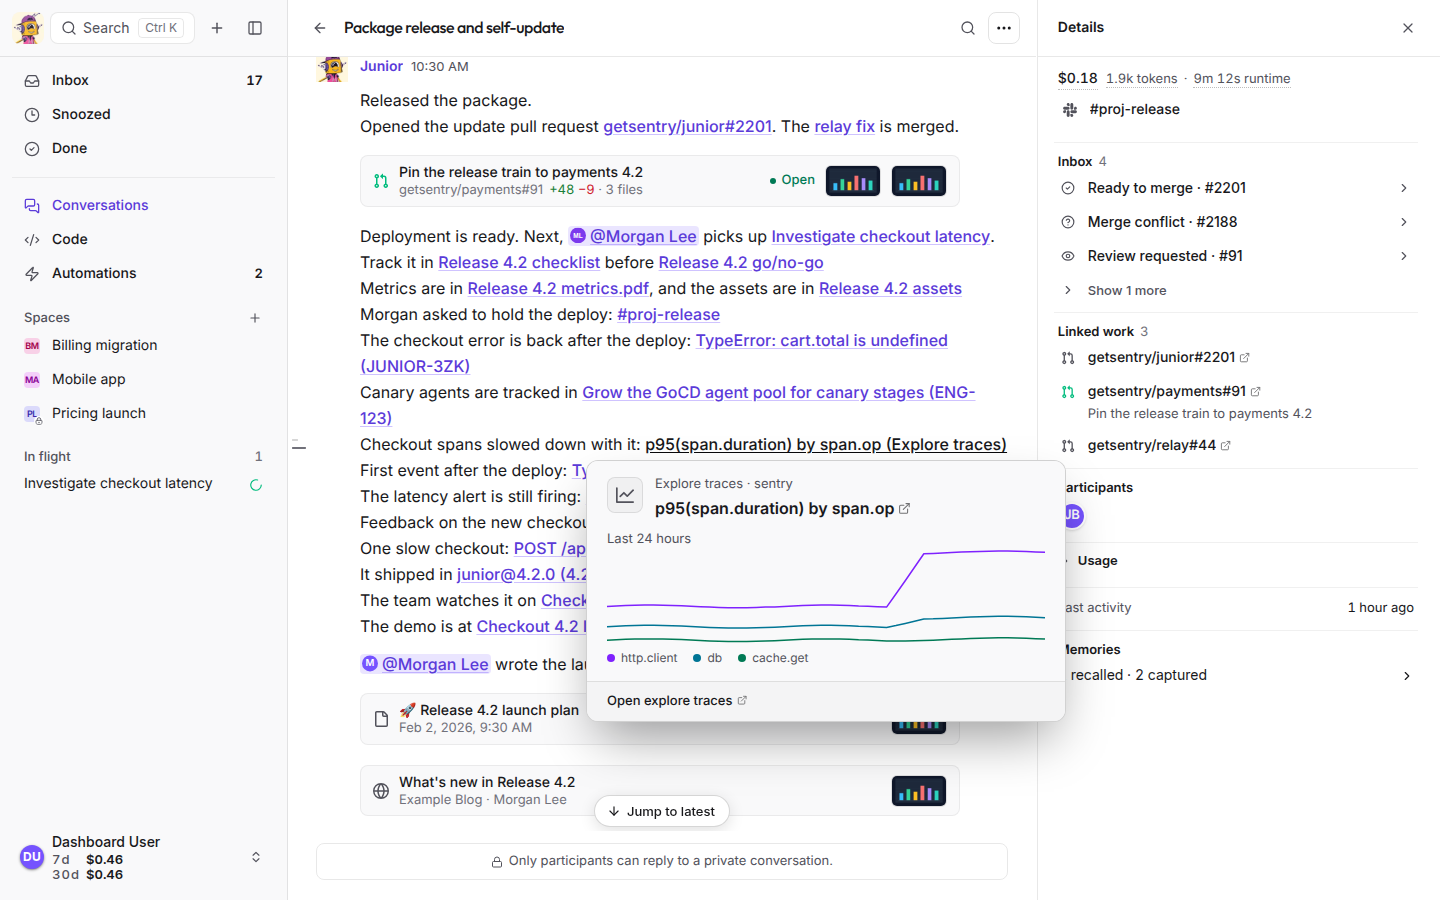 Search Ctrl K
Inbox 17
Snoozed
Done
Conversations
Code
Automations 2
Spaces
BM Billing migration
MA Mobile app
PL Pricing launch
In flight 1
Investigate checkout latency
DU Dashboard User
7d $0.46
30d $0.46
Package release and self-update
Junior 10:30 AM
Released the package.
Opened the update pull request getsentry/junior#2201. The relay fix is merged.
Pin the release train to payments 4.2
getsentry/payments#91 +48 −9 · 3 files
Open
Deployment is ready. Next, ML @Morgan Lee picks up Investigate checkout latency.
Track it in Release 4.2 checklist before Release 4.2 go/no-go
Metrics are in Release 4.2 metrics.pdf, and the assets are in Release 4.2 assets
Morgan asked to hold the deploy: #proj-release
The checkout error is back after the deploy: TypeError: cart.total is undefined
(JUNIOR-3ZK)
Canary agents are tracked in Grow the GoCD agent pool for canary stages (ENG-
123)
Checkout spans slowed down with it: p95(span.duration) by span.op (Explore traces)
First event after the deploy: Ty
The latency alert is still firing:
Feedback on the new checkou
One slow checkout: POST /ap
It shipped in junior@4.2.0 (4.2
The team watches it on Check
The demo is at Checkout 4.2
M @Morgan Lee wrote the lau
🚀 Release 4.2 launch plan
Feb 2, 2026, 9:30 AM
What's new in Release 4.2
Example Blog · Morgan Lee
Jump to latest
Only participants can reply to a private conversation.
Explore traces · sentry
p95(span.duration) by span.op
Last 24 hours
http.client db cache.get
Open explore traces
Details
$0.18 1.9k tokens · 9m 12s runtime
#proj-release
Inbox 4
Ready to merge · #2201
Merge conflict · #2188
Review requested · #91
Show 1 more
Linked work 3
getsentry/junior#2201
getsentry/payments#91
Pin the release train to payments 4.2
getsentry/relay#44
articipants
JB
Usage
ast activity 1 hour ago
Memories
recalled · 2 captured